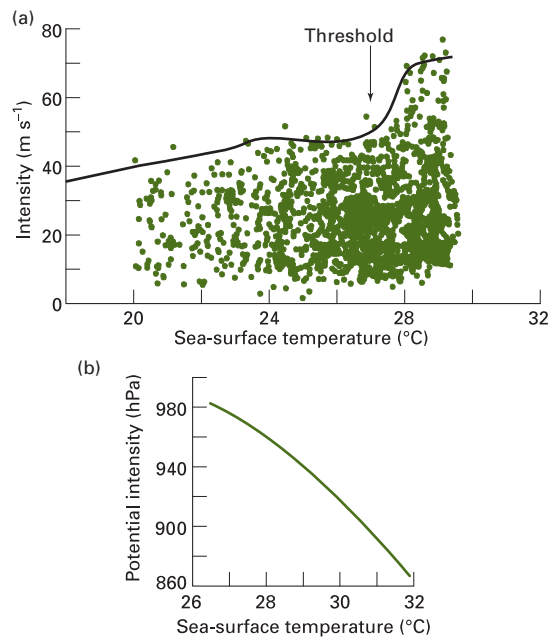 (a)
80
Threshold
60
40
20
0
Intensity (m s⁻¹)
20 24 26 28 32
Sea-surface temperature (°C)
(b)
980
940
900
860
Potential intensity (hPa)
26 28 30 32
Sea-surface temperature (°C)